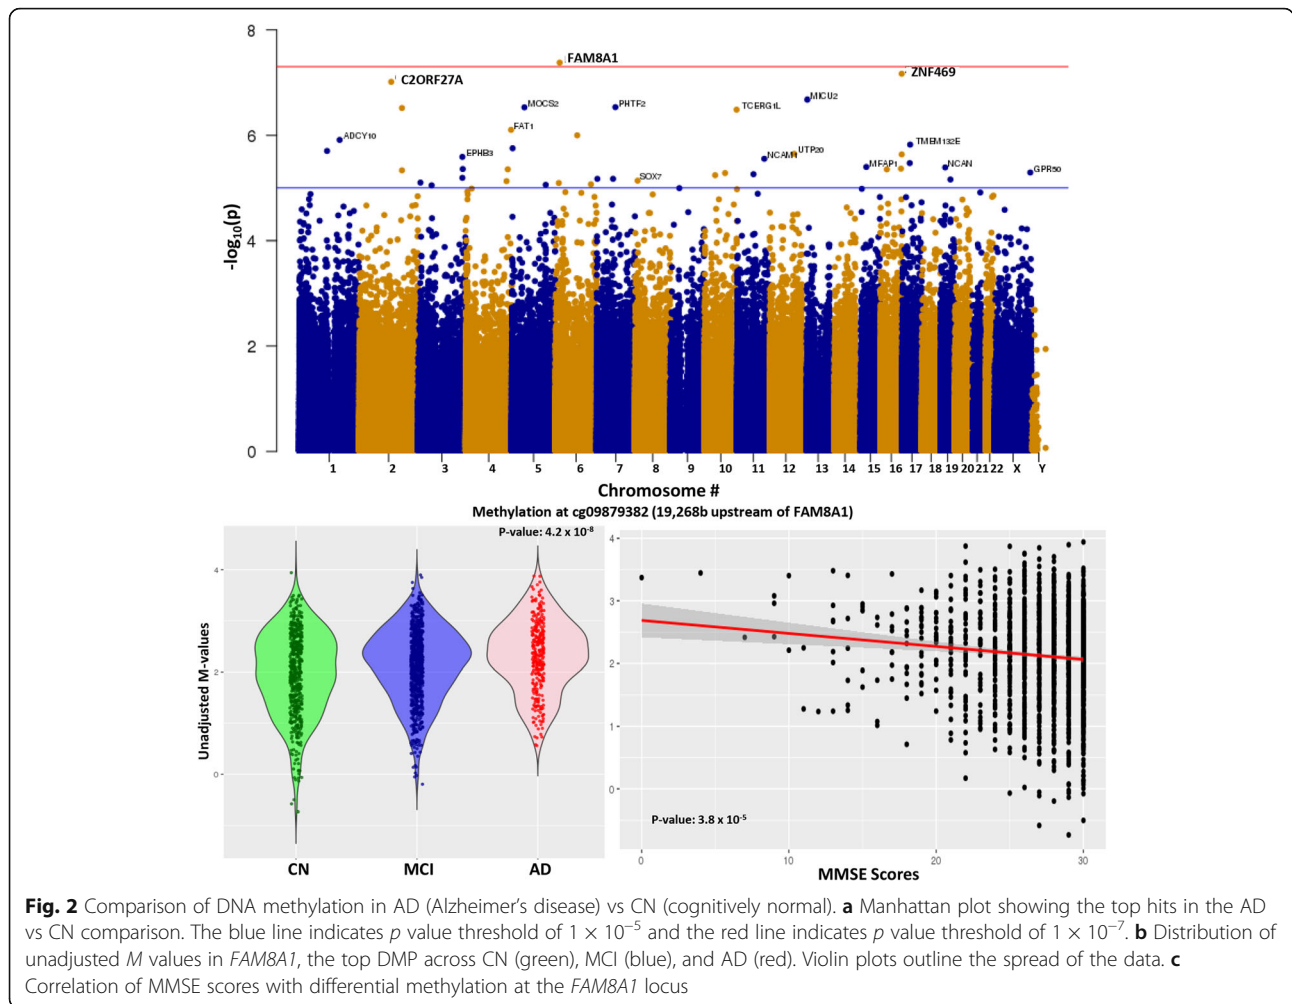 8
6
4
2
0
-log10(p)
FAM8A1
C2ORF27A
ZNF469
MOCS2
PHTF2
TCERG1L
MICU2
ADCY10
FAT1
EPHB3
SOX7
NCAM1
UTP20
MFAP1
TMEM132E
NCAN
GPR50
1 2 3 4 5 6 7 8 9 10 11 12 13 14 15 16 17 18 19 20 21 22 X Y
Chromosome #
Methylation at cg09879382 (19,268b upstream of FAM8A1)
P-value: 4.2 x 10-8
Unadjusted M-values
4
2
0
CN MCI AD
4
3
2
1
0
P-value: 3.8 x 10-5
0 10 20 30
MMSE Scores
Fig. 2 Comparison of DNA methylation in AD (Alzheimer's disease) vs CN (cognitively normal). a Manhattan plot showing the top hits in the AD
vs CN comparison. The blue line indicates p value threshold of 1 × 10−5 and the red line indicates p value threshold of 1 × 10−7. b Distribution of
unadjusted M values in FAM8A1, the top DMP across CN (green), MCI (blue), and AD (red). Violin plots outline the spread of the data. c
Correlation of MMSE scores with differential methylation at the FAM8A1 locus